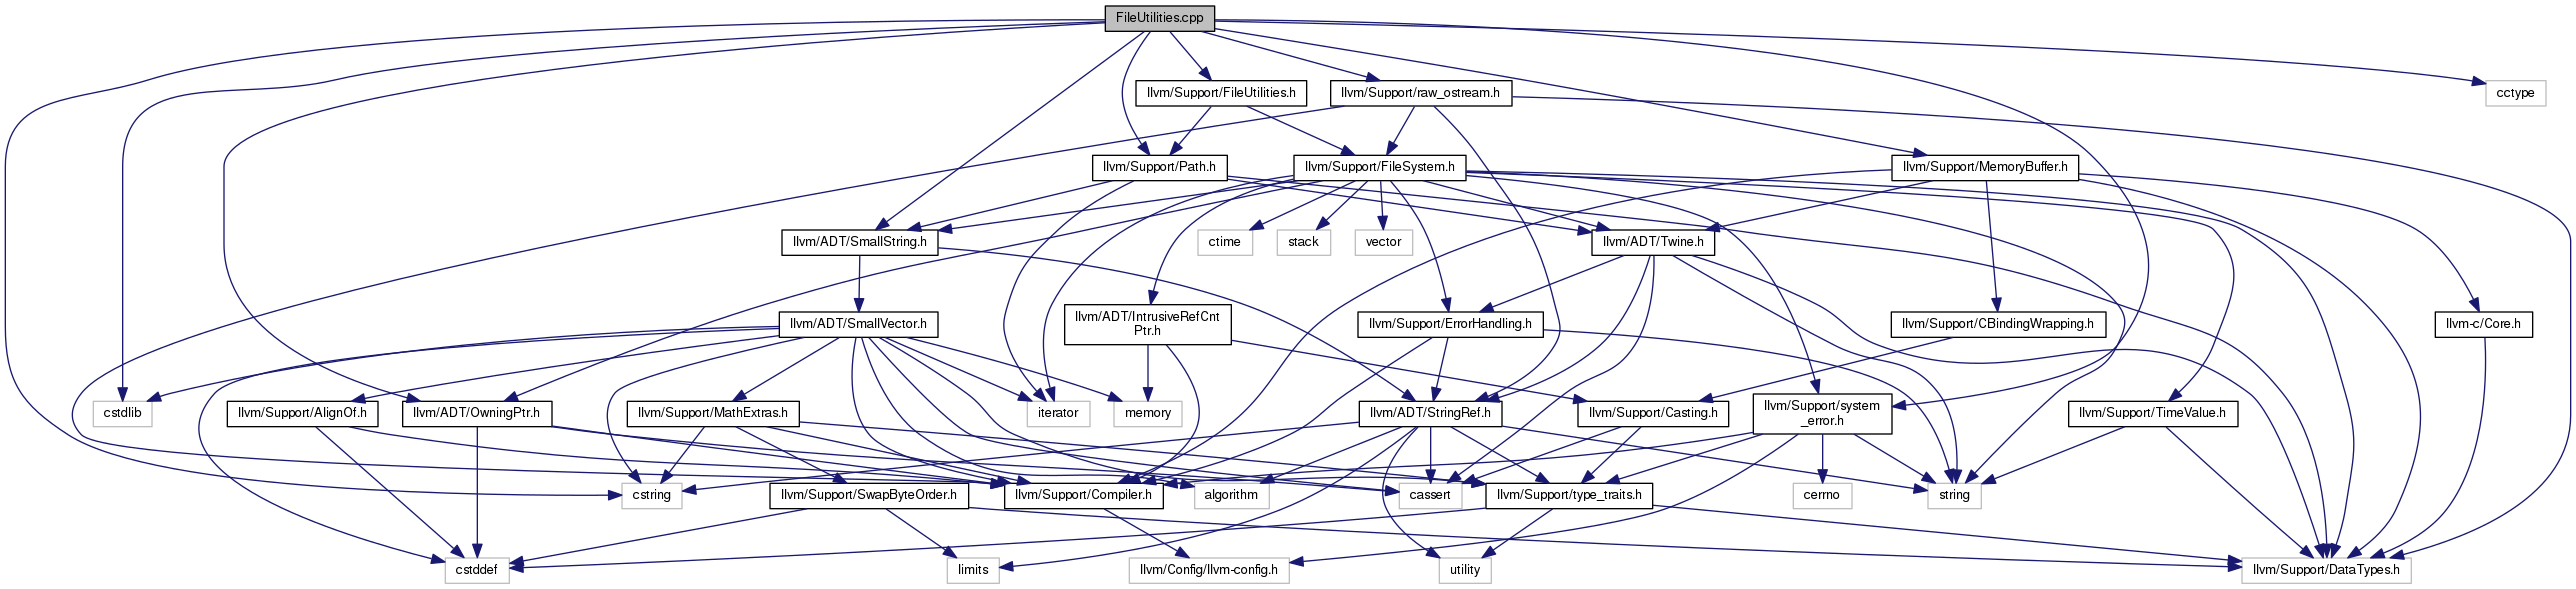 FileUtilities.cpp
llvm/Support/FileUtilities.h
llvm/Support/raw_ostream.h
cctype
llvm/Support/Path.h
llvm/Support/FileSystem.h
llvm/Support/MemoryBuffer.h
llvm/ADT/SmallString.h
ctime
stack
vector
llvm/ADT/Twine.h
llvm/ADT/SmallVector.h
llvm/ADT/IntrusiveRefCnt
Ptr.h
llvm/Support/ErrorHandling.h
llvm/Support/CBindingWrapping.h
llvm-c/Core.h
cstdlib
llvm/Support/AlignOf.h
llvm/ADT/OwningPtr.h
llvm/Support/MathExtras.h
iterator
memory
llvm/ADT/StringRef.h
llvm/Support/Casting.h
llvm/Support/system
_error.h
llvm/Support/TimeValue.h
cstring
llvm/Support/SwapByteOrder.h
llvm/Support/Compiler.h
algorithm
cassert
llvm/Support/type_traits.h
cerrno
string
cstddef
limits
llvm/Config/llvm-config.h
utility
llvm/Support/DataTypes.h